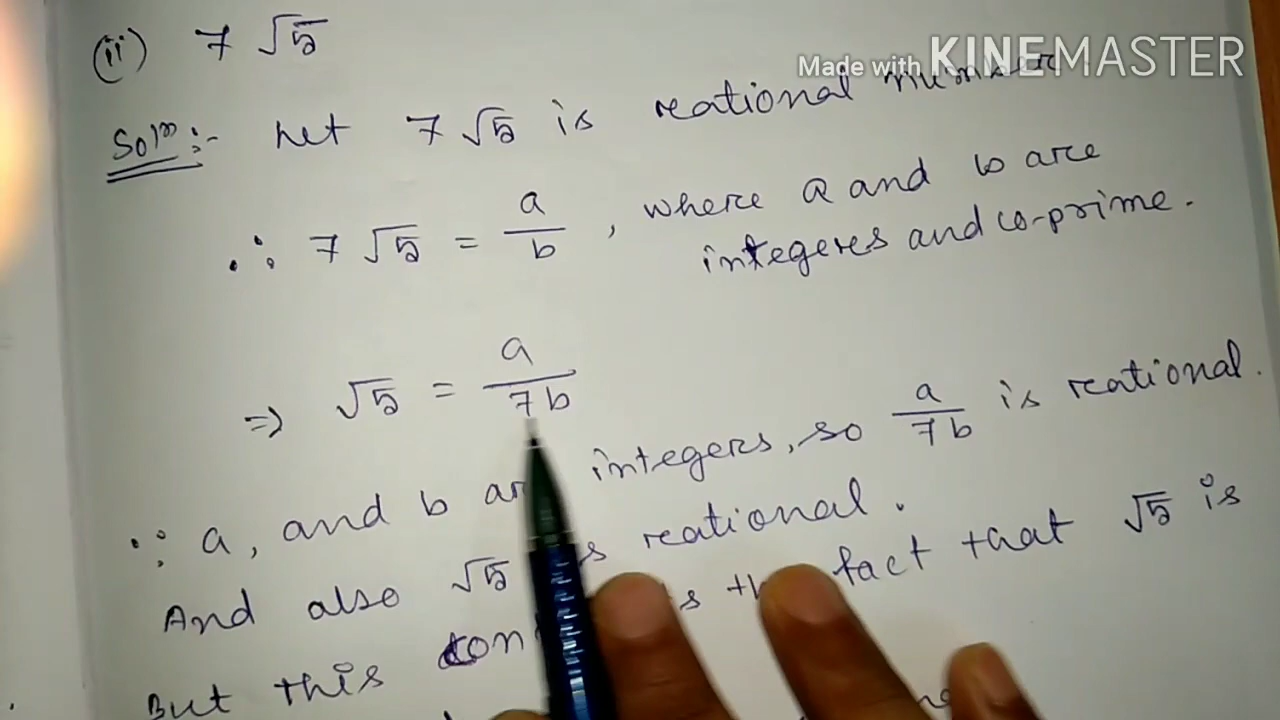 (ii) 7 √5
Made with KINEMASTER
Solⁿ :- Let 7 √5 is rational number
∴ 7 √5 = a/b , where a and b are
integers and co-prime.
⇒ √5 = a/7b
∵ a, and b are integers, so a/7b is rational.
And also √5 is rational.
But this the fact that √5 is